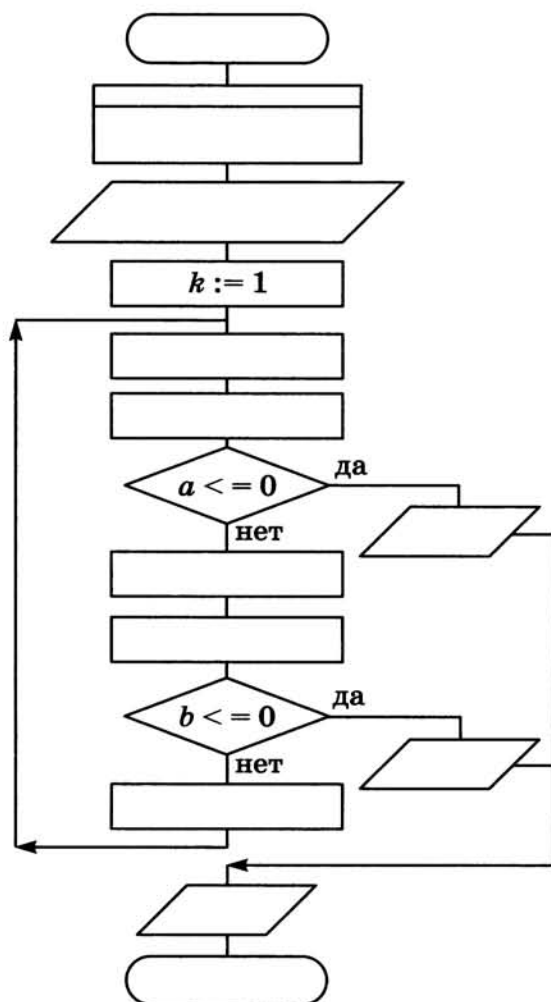 k := 1
a < = 0
да
нет
b < = 0
да
нет